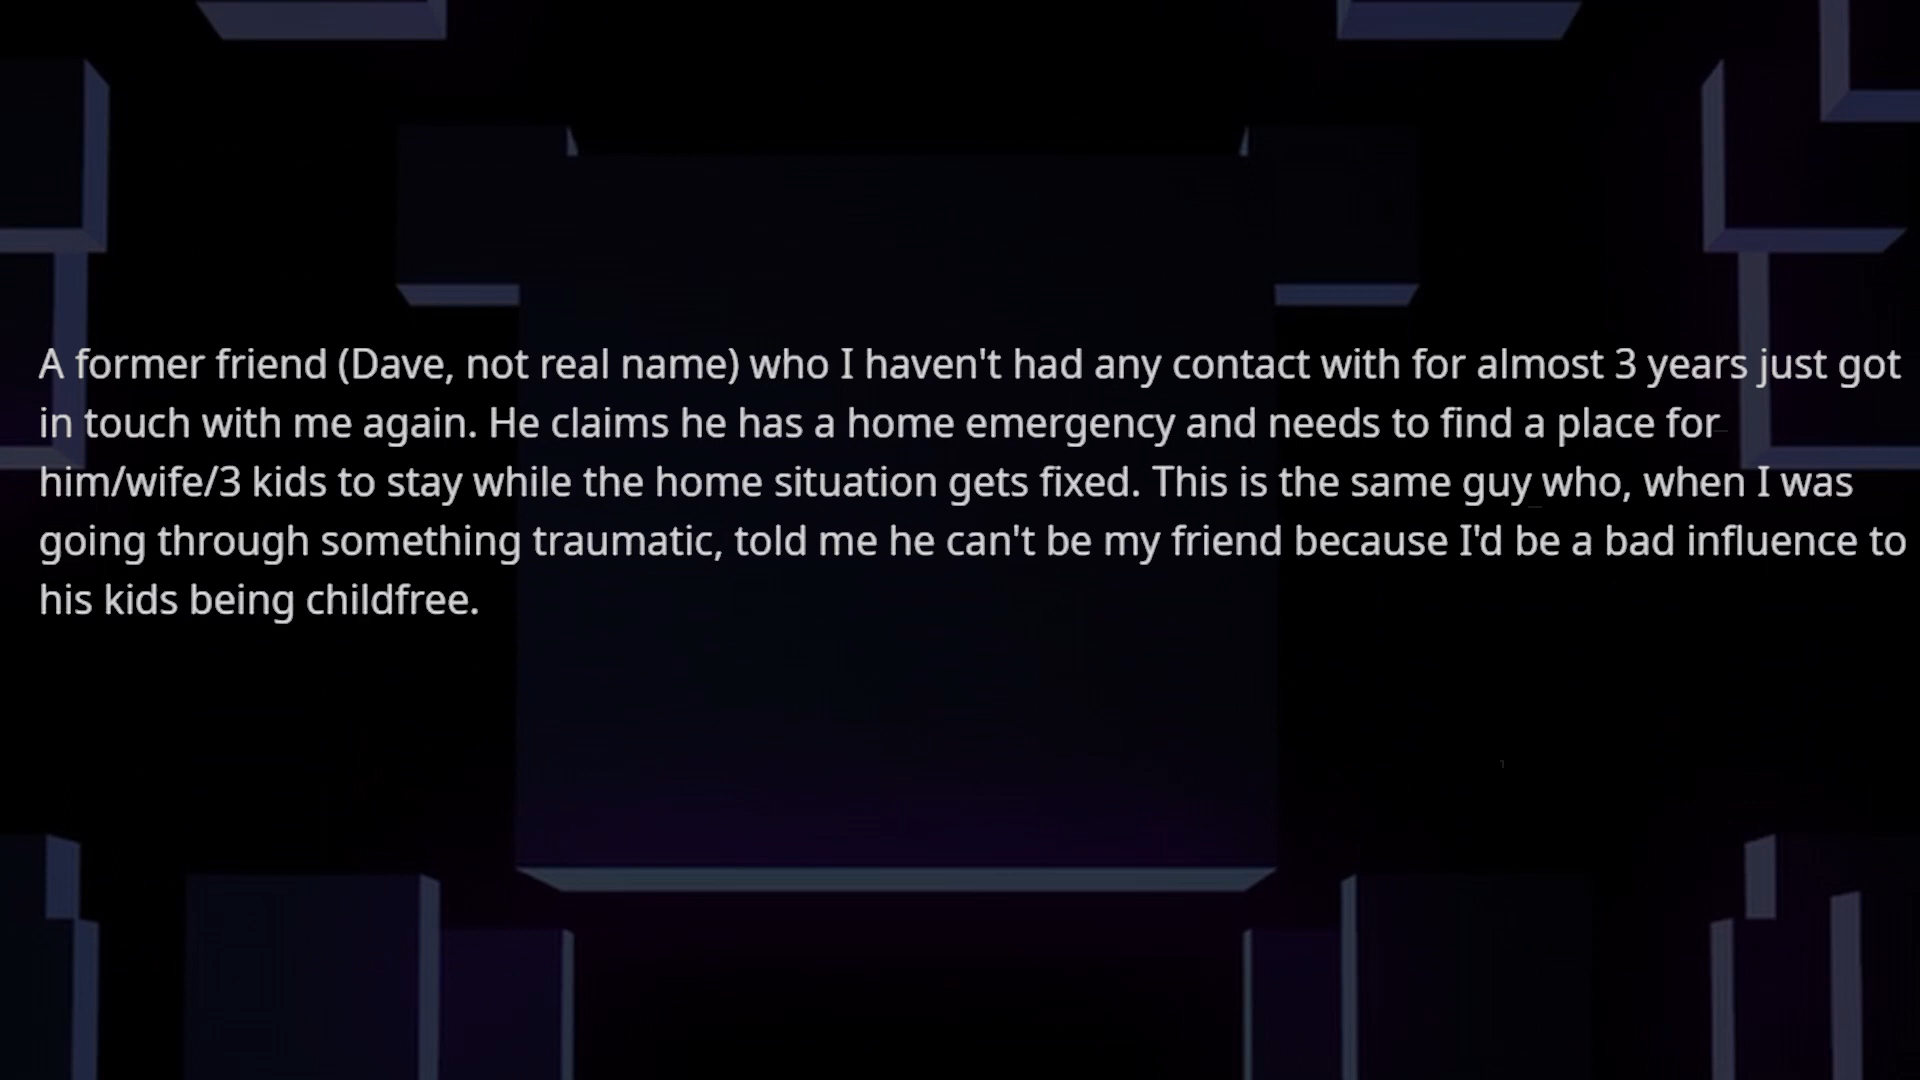 A former friend (Dave, not real name) who I haven't had any contact with for almost 3 years just got
in touch with me again. He claims he has a home emergency and needs to find a place for
him/wife/3 kids to stay while the home situation gets fixed. This is the same guy who, when I was
going through something traumatic, told me he can't be my friend because I'd be a bad influence to
his kids being childfree.